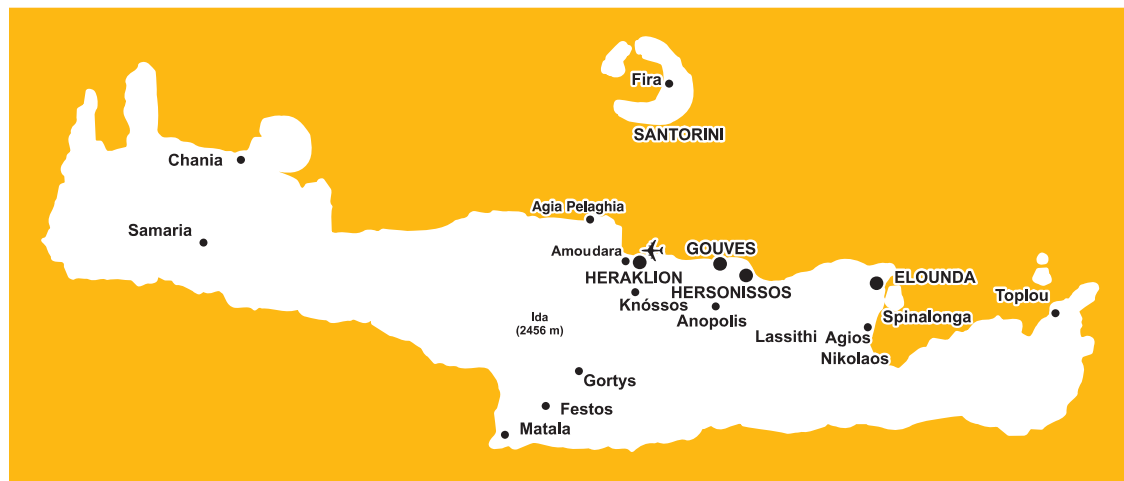 Fira
SANTORINI
Chania
Agia Pelaghia
Samaria
Amoudara
GOUVES
HERAKLION
HERSONISSOS
ELOUNDA
Knóssos
Anopolis
Toplou
Spinalonga
Ida
(2456 m)
Lassithi
Agios
Nikolaos
Gortys
Festos
Matala